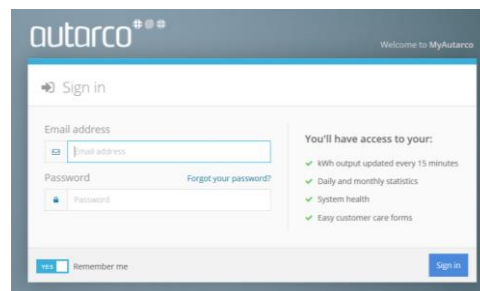 autarco
Welcome to MyAutarco
Sign in
Email address
Email address
Password Forgot your password?
Password
You'll have access to your:
kWh output updated every 15 minutes
Daily and monthly statistics
System health
Easy customer care forms
YES Remember me
Sign in